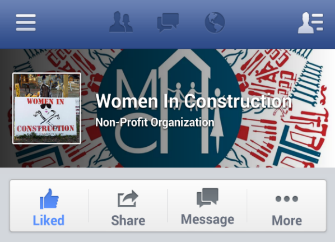 WOMEN IN
CONSTRUCTION
Women In Construction
Non-Profit Organization
M
C H
Liked
Share
Message
More